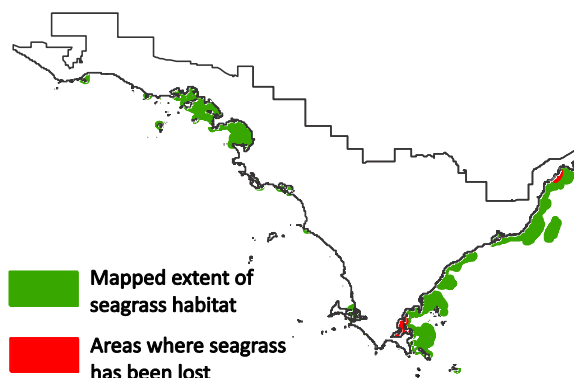 Mapped extent of
seagrass habitat
Areas where seagrass
has been lost